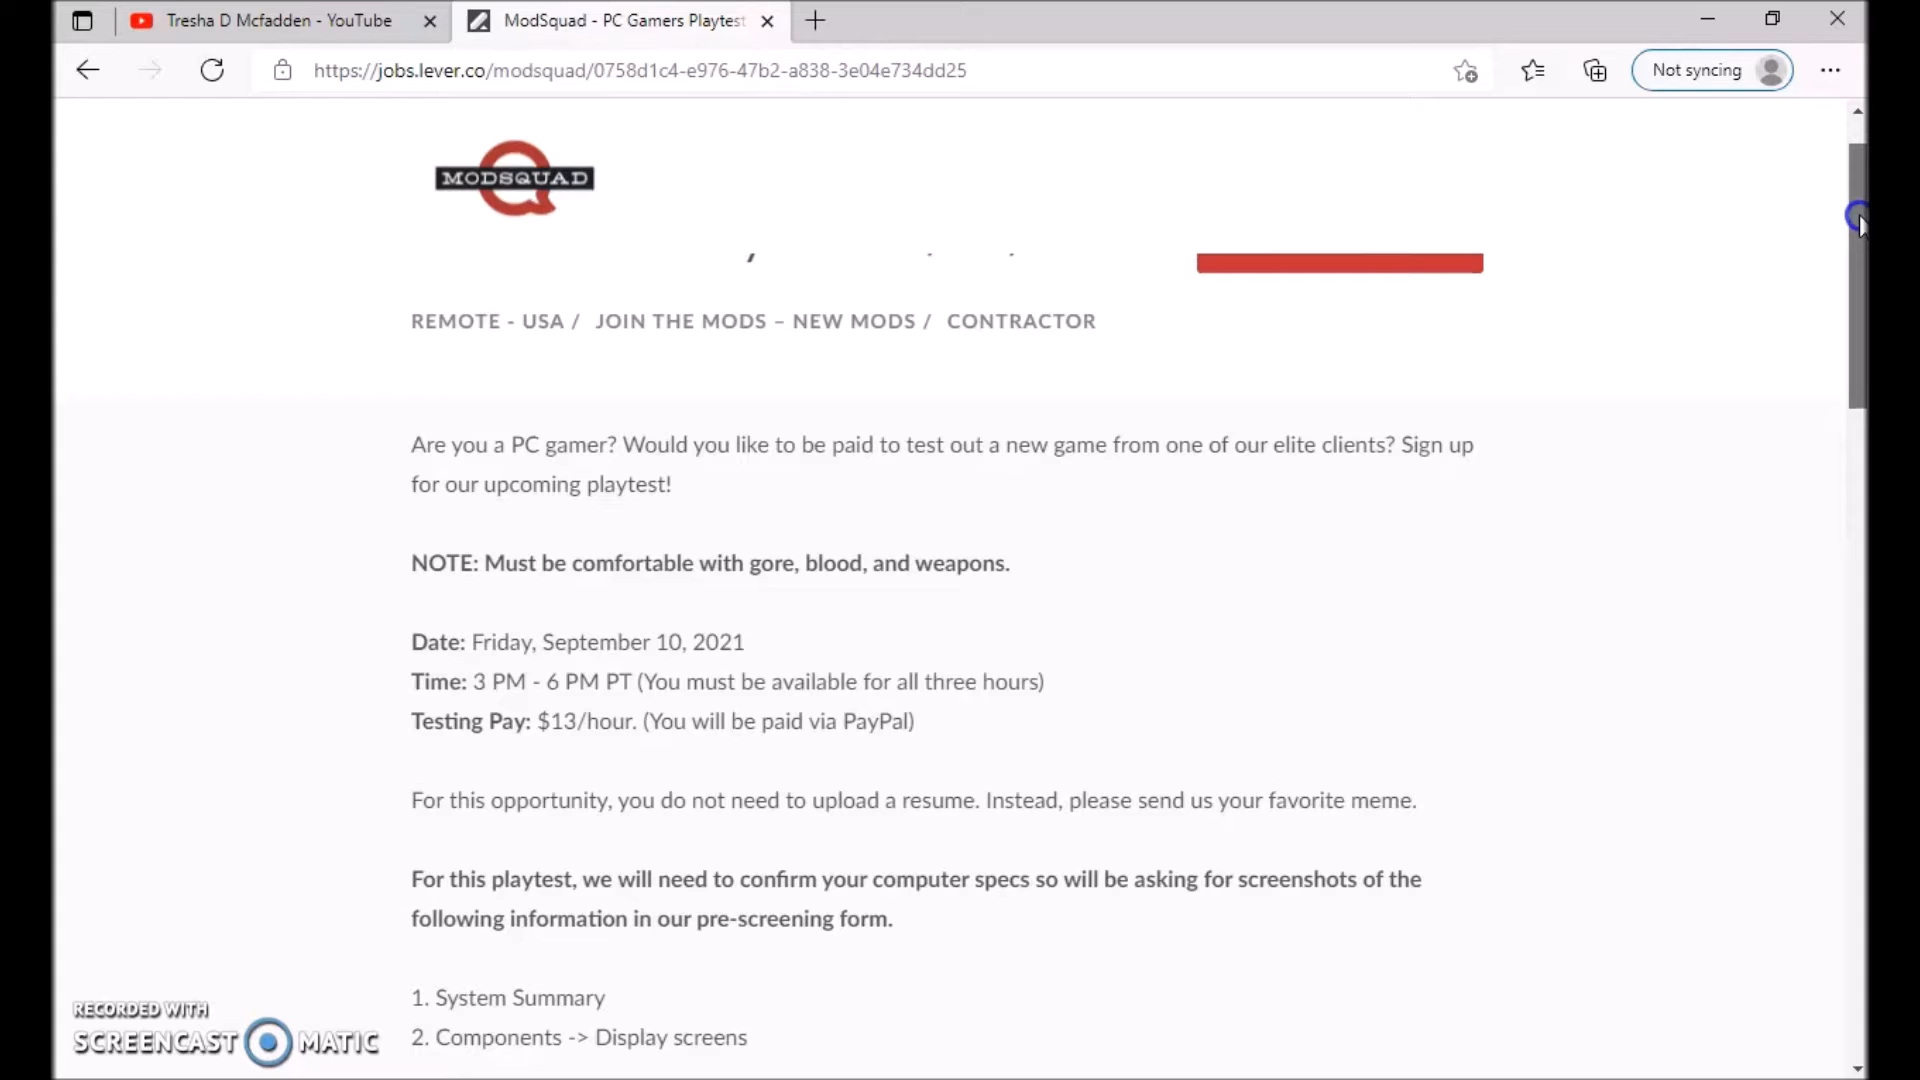 Tresha D Mcfadden - YouTube
ModSquad - PC Gamers Playtest
https://jobs.lever.co/modsquad/0758d1c4-e976-47b2-a838-3e04e734dd25
Not syncing
MODSQUAD
REMOTE - USA / JOIN THE MODS – NEW MODS / CONTRACTOR
Are you a PC gamer? Would you like to be paid to test out a new game from one of our elite clients? Sign up
for our upcoming playtest!
NOTE: Must be comfortable with gore, blood, and weapons.
Date: Friday, September 10, 2021
Time: 3 PM - 6 PM PT (You must be available for all three hours)
Testing Pay: $13/hour. (You will be paid via PayPal)
For this opportunity, you do not need to upload a resume. Instead, please send us your favorite meme.
For this playtest, we will need to confirm your computer specs so will be asking for screenshots of the
following information in our pre-screening form.
1. System Summary
2. Components -> Display screens
RECORDED WITH
SCREENCAST MATIC